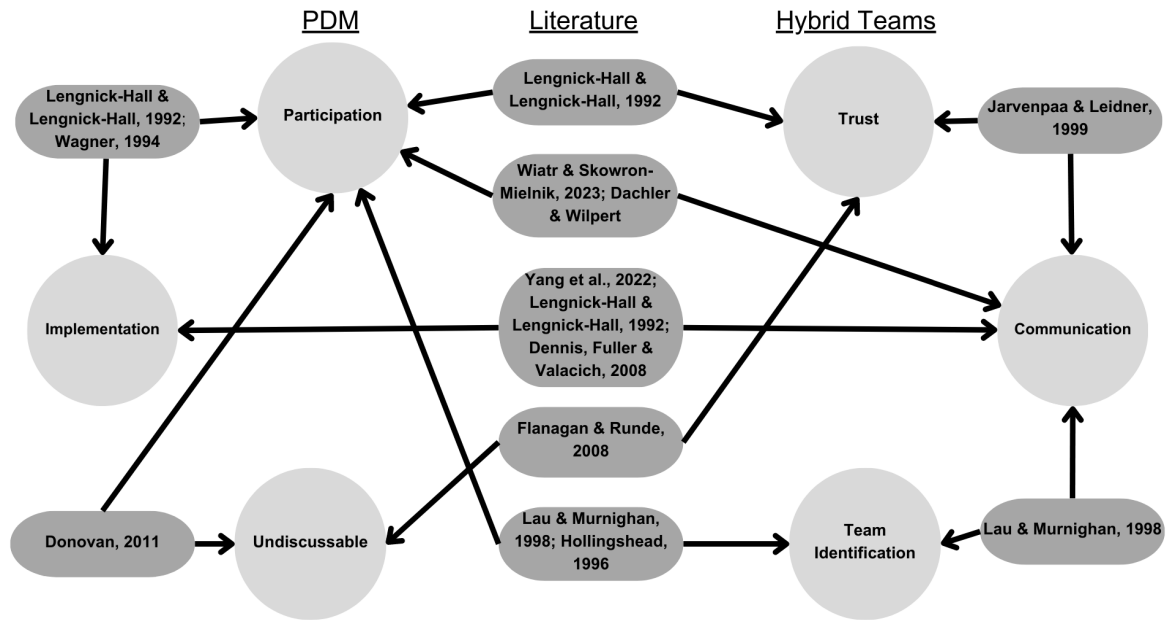 PDM
Literature
Hybrid Teams
Lengnick-Hall &
Lengnick-Hall,
1992;
Wagner, 1994
Participation
Lengnick-Hall &
Lengnick-Hall, 1992
Trust
Jarvenpaa & Leidner,
1999
Wiatr & Skowron-
Mielnik, 2023; Dachler
& Wilpert
Implementation
Yang et al., 2022;
Lengnick-Hall &
Lengnick-Hall, 1992;
Dennis, Fuller &
Valacich, 2008
Communication
Flanagan & Runde,
2008
Donovan, 2011
Undiscussable
Lau & Murnighan,
1998; Hollingshead,
1996
Team
Identification
Lau & Murnighan, 1998